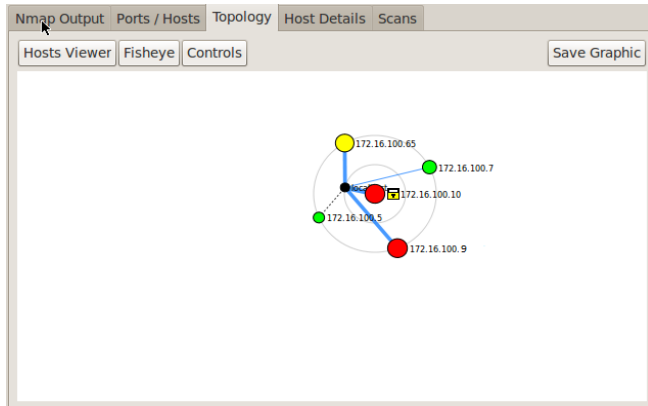 Nmap Output Ports / Hosts Topology Host Details Scans
Hosts Viewer Fisheye Controls Save Graphic
172.16.100.65
172.16.100.7
172.16.100.10
172.16.100.5
172.16.100.9